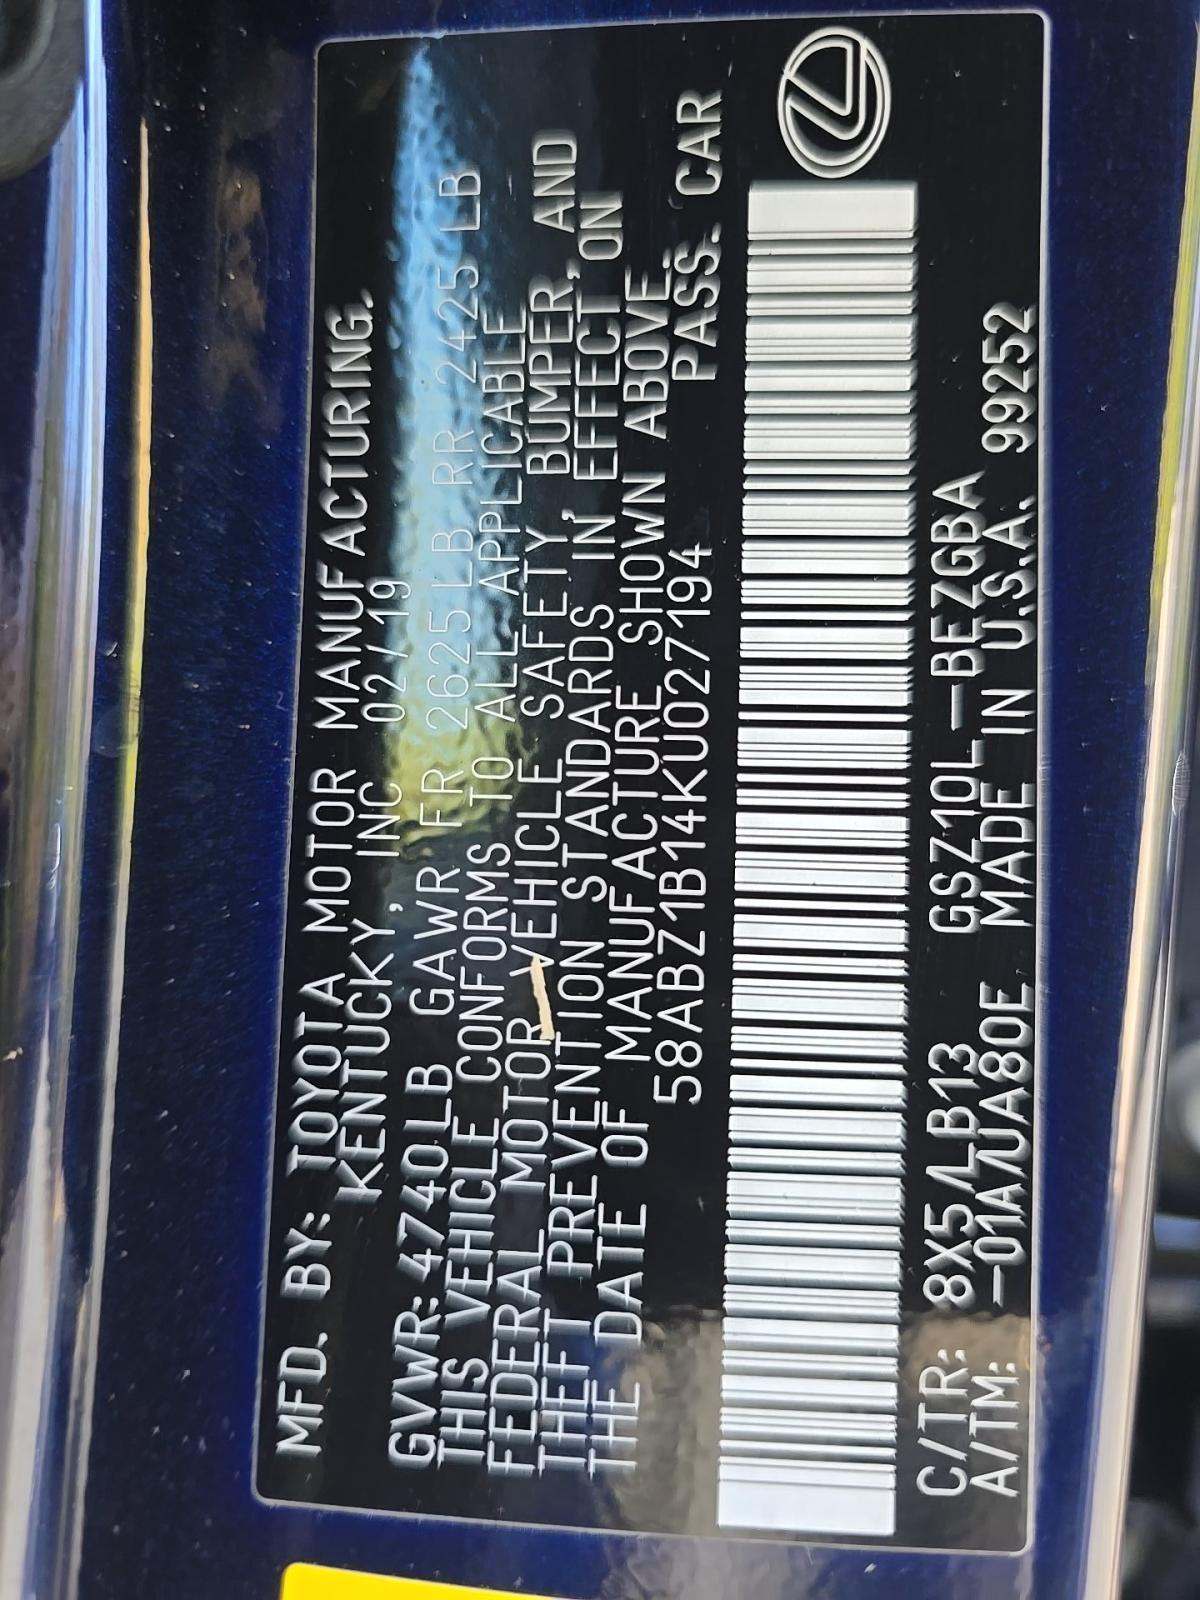 MFD. BY: TOYOTA MOTOR MANUFACTURING.
KENTUCKY, INC 02/19
GVWR: 4740LB GAWR FR 2625LB RR 2425 LB
THIS VEHICLE CONFORMS TO ALL APPLICABLE
FEDERAL MOTOR VEHICLE SAFETY, BUMPER, AND
THEFT PREVENTION STANDARDS IN EFFECT ON
THE DATE OF MANUFACTURE SHOWN ABOVE.
58ABZ1B14KU027194 PASS. CAR
C/TR: 8X5/LB13 GSZ10L-BEZGBA
A/TM: -01A/UA80E MADE IN U.S.A. 99252